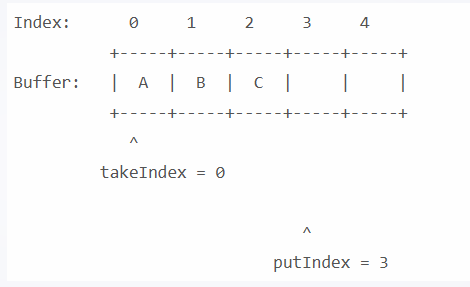 Index:      0     1     2     3     4
          +-----+-----+-----+-----+-----+
Buffer:   |  A  |  B  |  C  |     |     |
          +-----+-----+-----+-----+-----+
            ^
         takeIndex = 0
                              ^
                           putIndex = 3